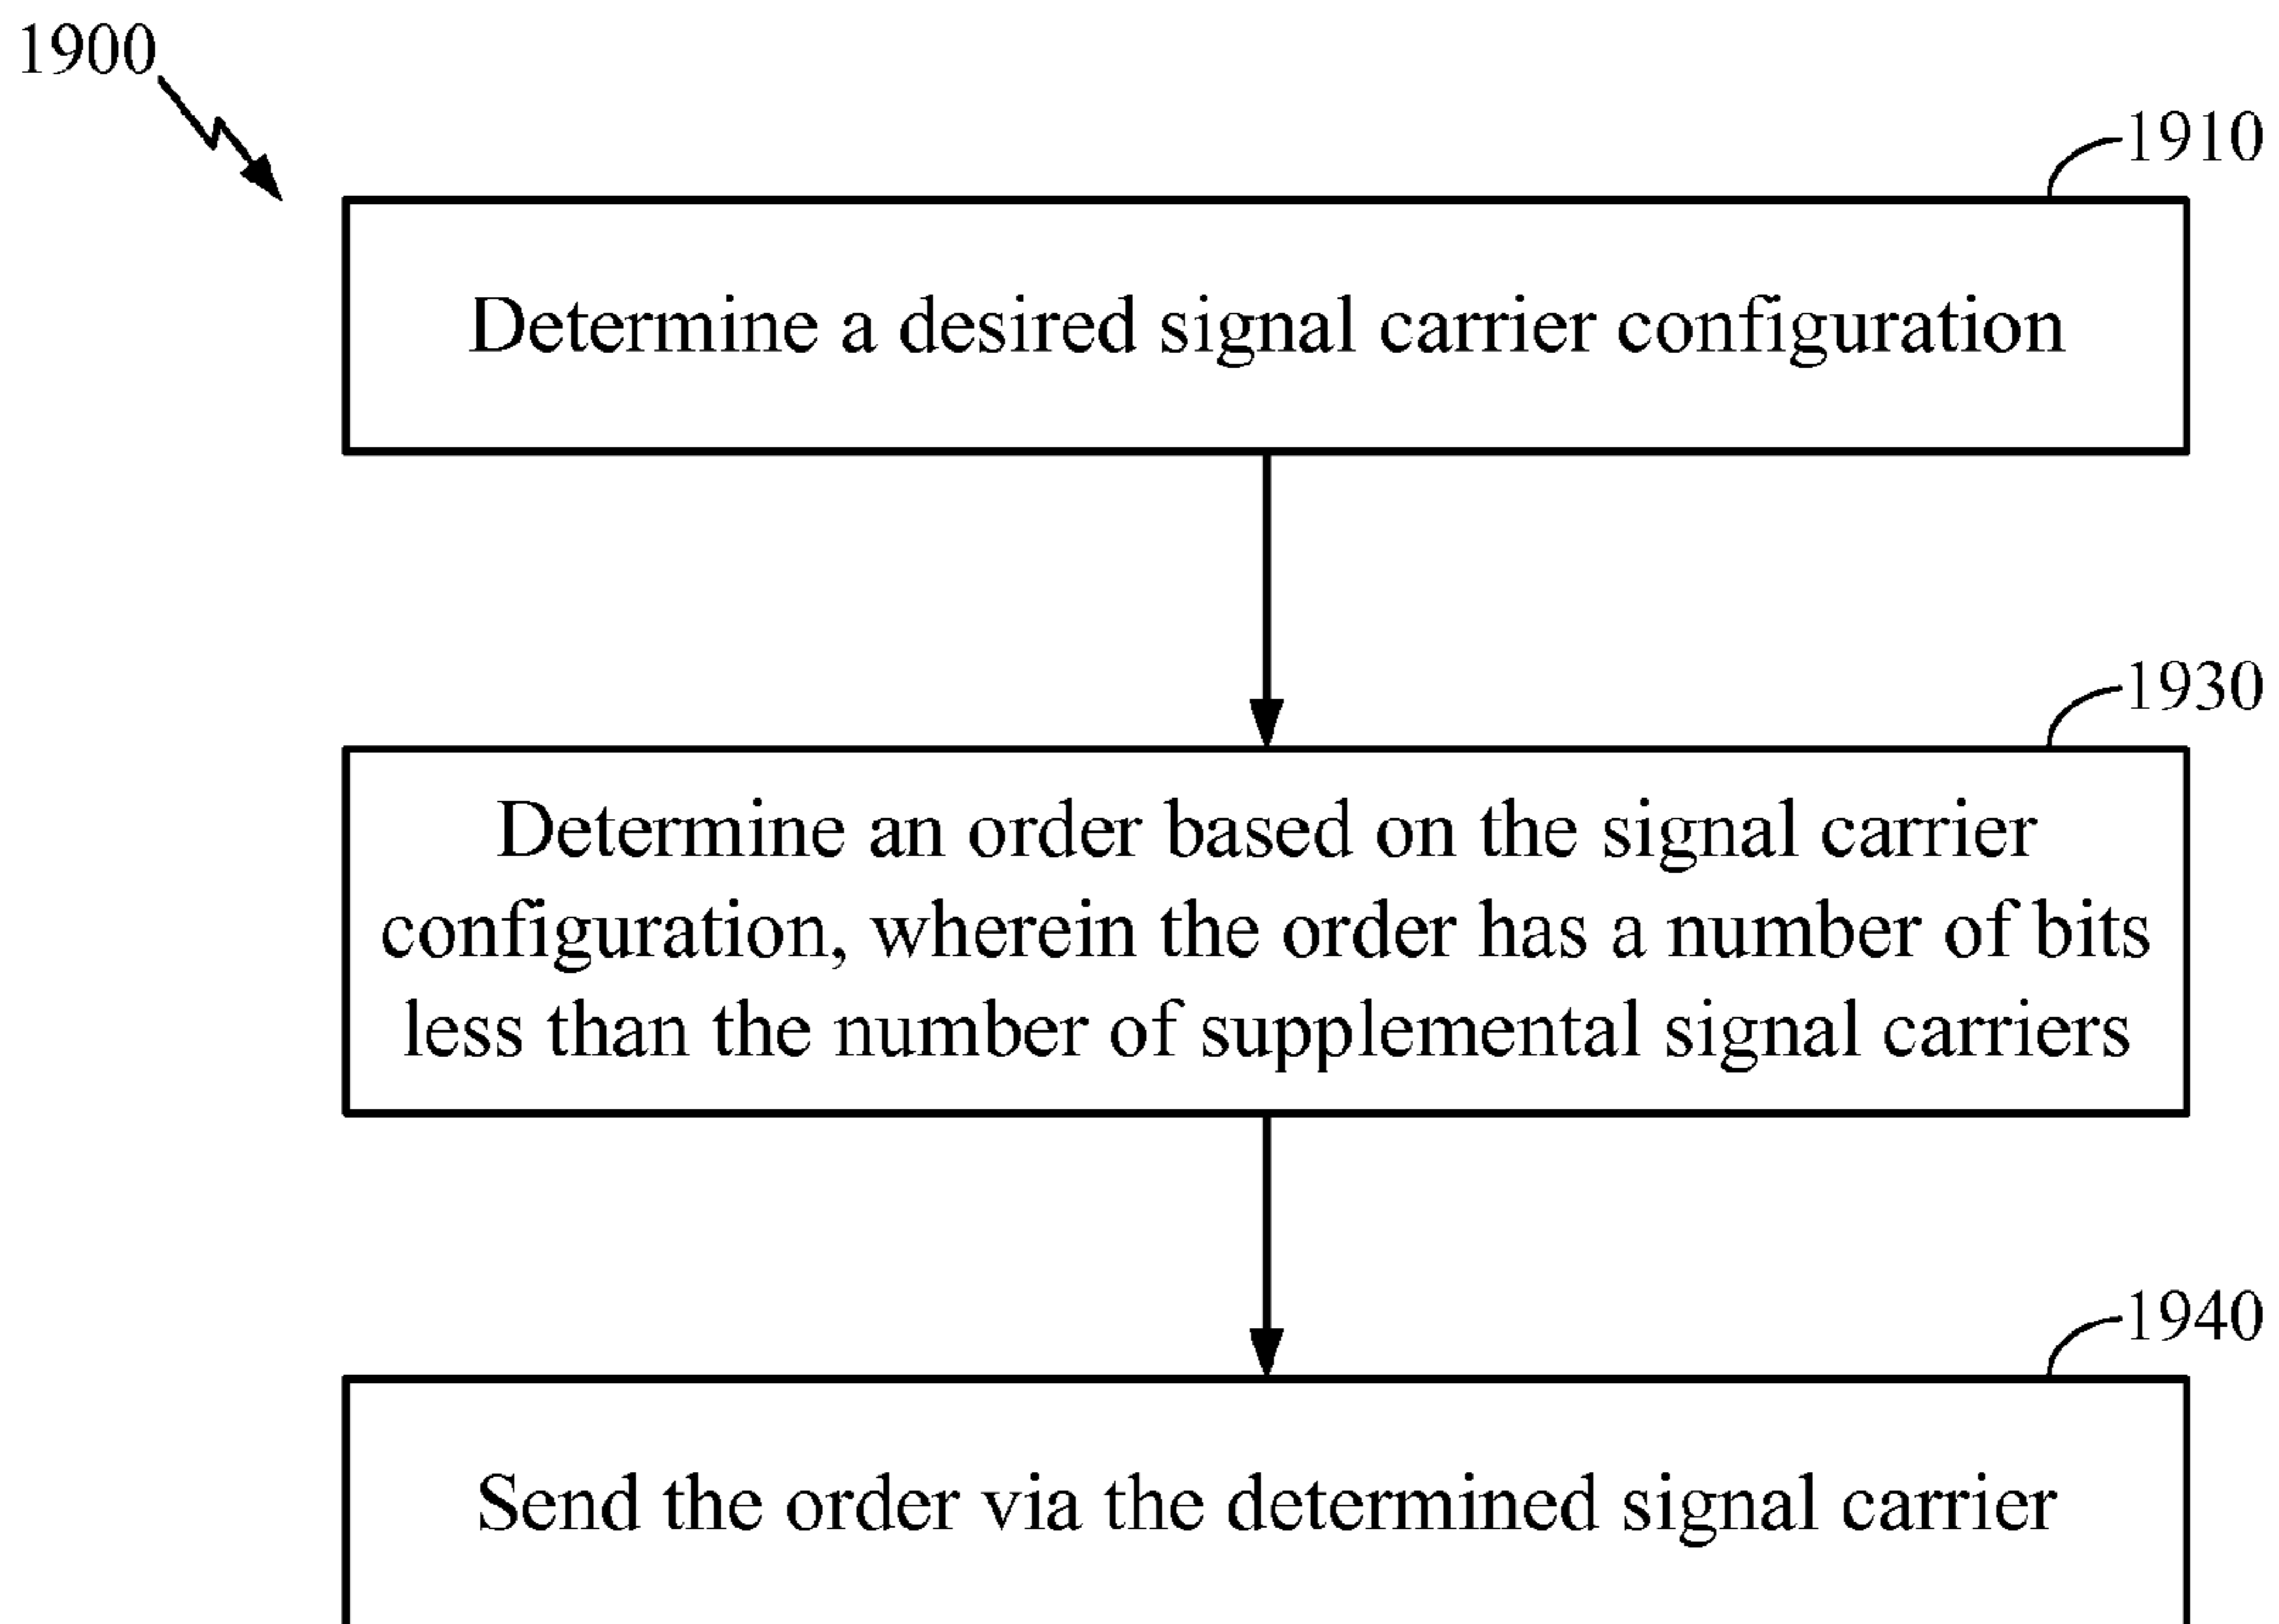 1900
1910
Determine a desired signal carrier configuration
1930
Determine an order based on the signal carrier
configuration, wherein the order has a number of bits
less than the number of supplemental signal carriers
1940
Send the order via the determined signal carrier